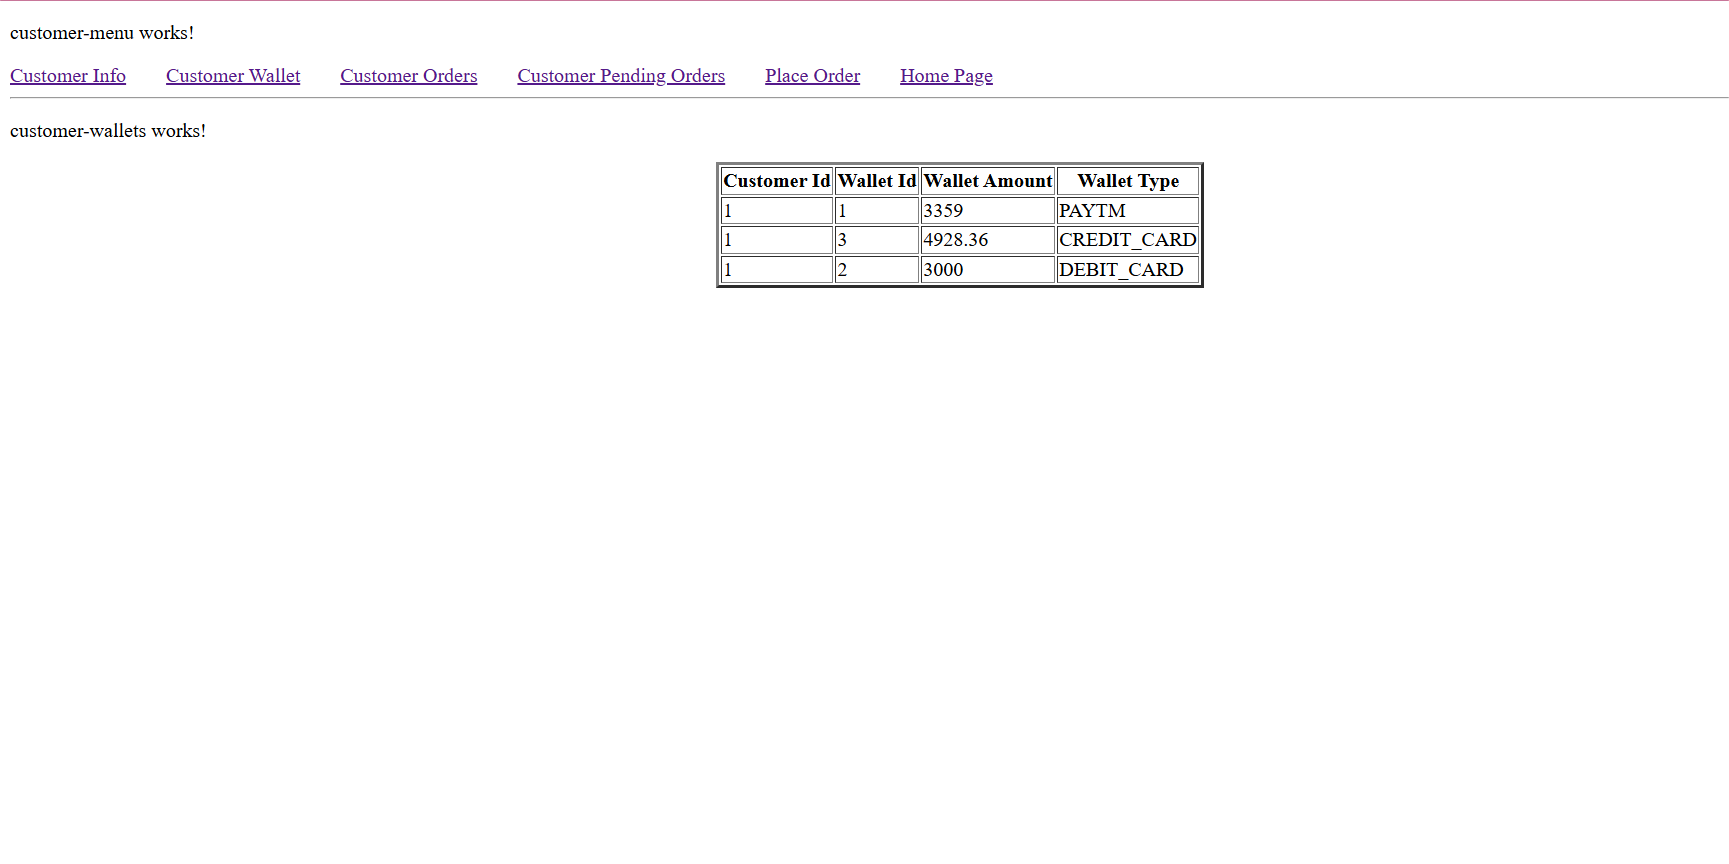 customer-menu works!
Customer Info Customer Wallet Customer Orders Customer Pending Orders Place Order Home Page
customer-wallets works!
Customer Id Wallet Id Wallet Amount Wallet Type
1 1 3359 PAYTM
1 3 4928.36 CREDIT_CARD
1 2 3000 DEBIT_CARD